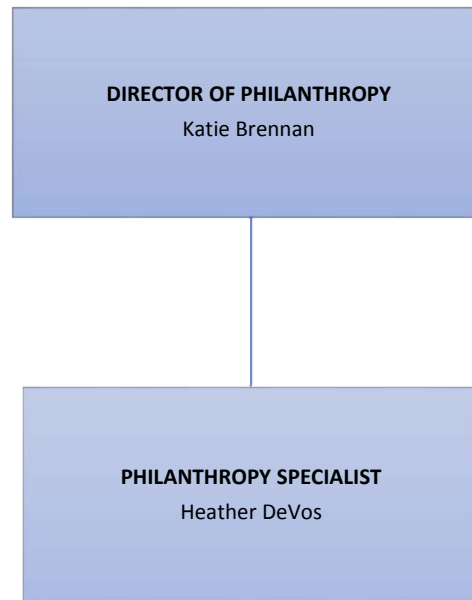 DIRECTOR OF PHILANTHROPY
Katie Brennan
PHILANTHROPY SPECIALIST
Heather DeVos